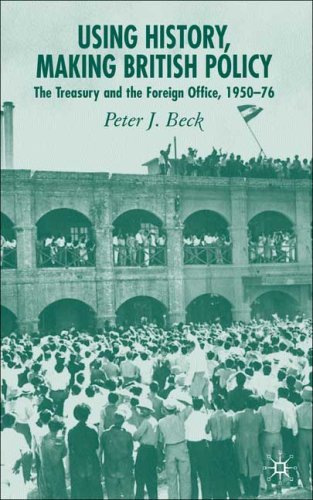 USING HISTORY,
MAKING BRITISH POLICY
The Treasury and the Foreign Office, 1950–76
Peter J. Beck